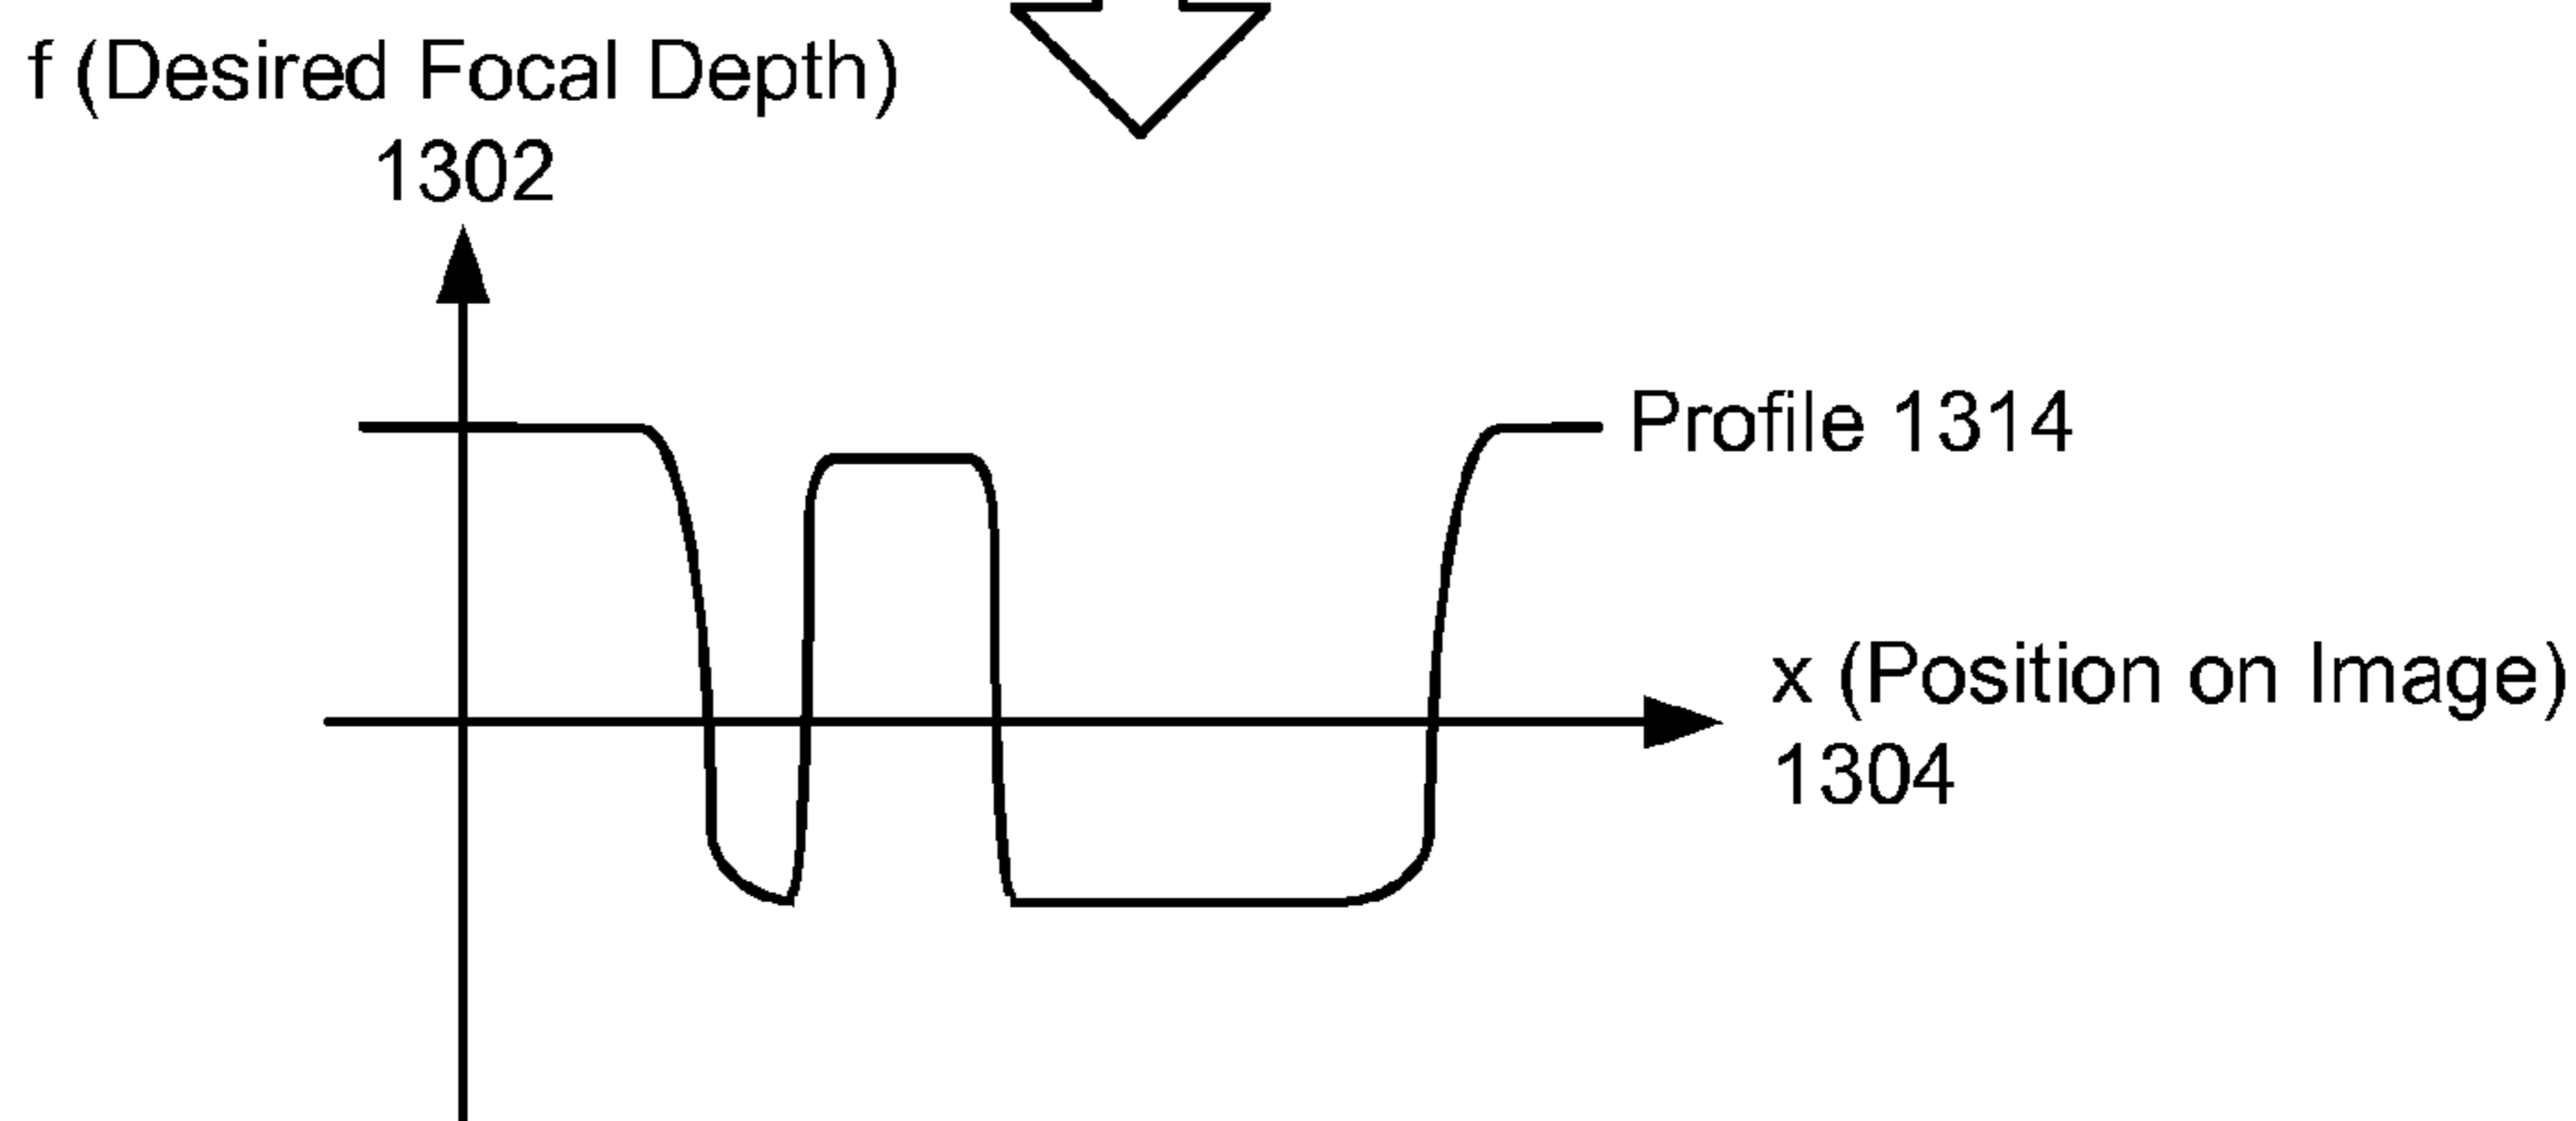 f (Desired Focal Depth)
1302
Profile 1314
x (Position on Image)
1304